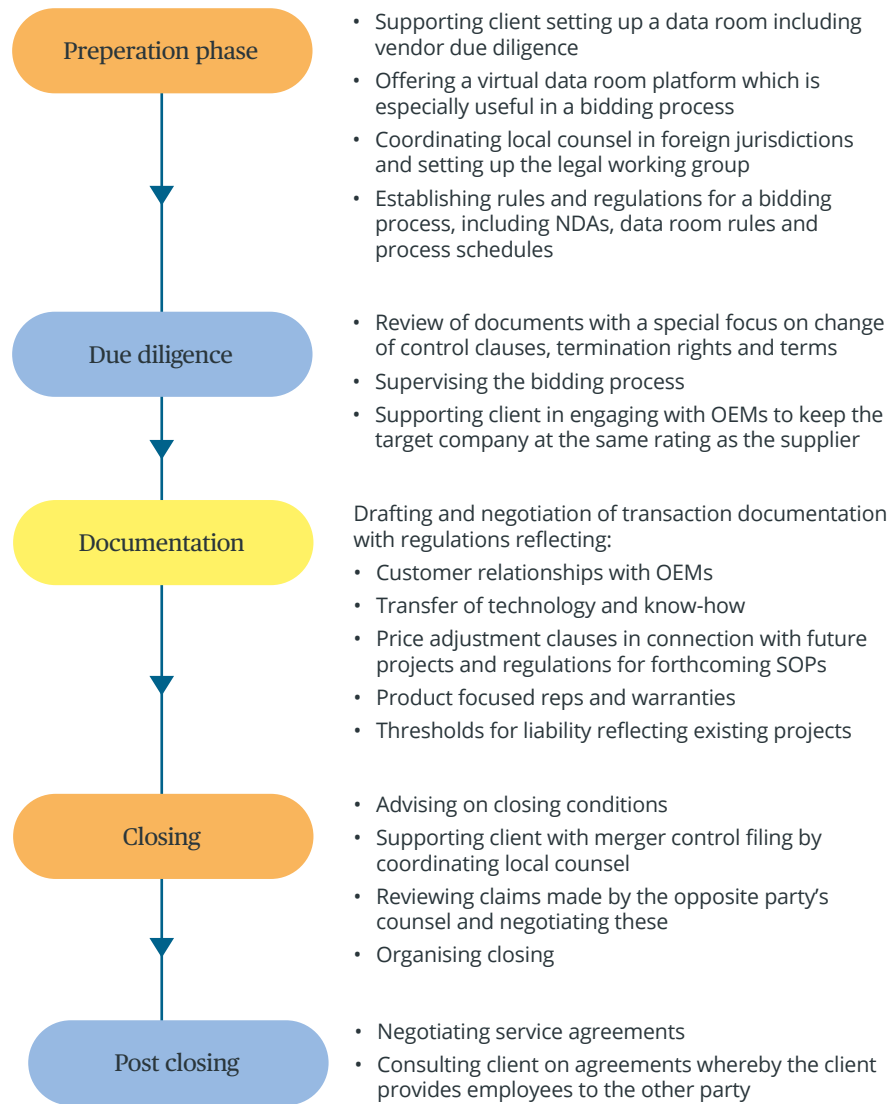 Preperation phase
• Supporting client setting up a data room including
vendor due diligence
• Offering a virtual data room platform which is
especially useful in a bidding process
• Coordinating local counsel in foreign jurisdictions
and setting up the legal working group
• Establishing rules and regulations for a bidding
process, including NDAs, data room rules and
process schedules
Due diligence
• Review of documents with a special focus on change
of control clauses, termination rights and terms
• Supervising the bidding process
• Supporting client in engaging with OEMs to keep the
target company at the same rating as the supplier
Documentation
Drafting and negotiation of transaction documentation
with regulations reflecting:
• Customer relationships with OEMs
• Transfer of technology and know-how
• Price adjustment clauses in connection with future
projects and regulations for forthcoming SOPs
• Product focused reps and warranties
• Thresholds for liability reflecting existing projects
Closing
• Advising on closing conditions
• Supporting client with merger control filing by
coordinating local counsel
• Reviewing claims made by the opposite party’s
counsel and negotiating these
• Organising closing
Post closing
• Negotiating service agreements
• Consulting client on agreements whereby the client
provides employees to the other party